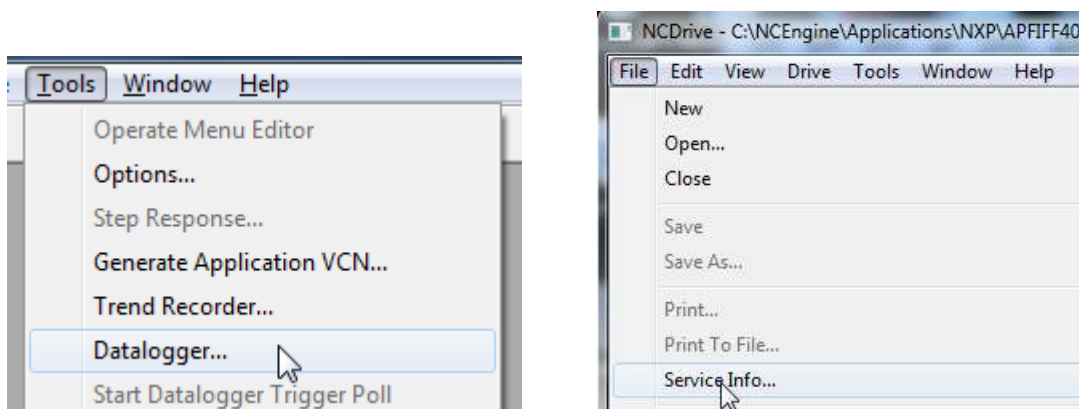 Tools Window Help
Operate Menu Editor
Options...
Step Response...
Generate Application VCN...
Trend Recorder...
Datalogger...
Start Datalogger Trigger Poll
NCDrive - C:\NCEngine\Applications\NXP\APFIFF40
File Edit View Drive Tools Window Help
New
Open...
Close
Save
Save As...
Print...
Print To File...
Service Info...